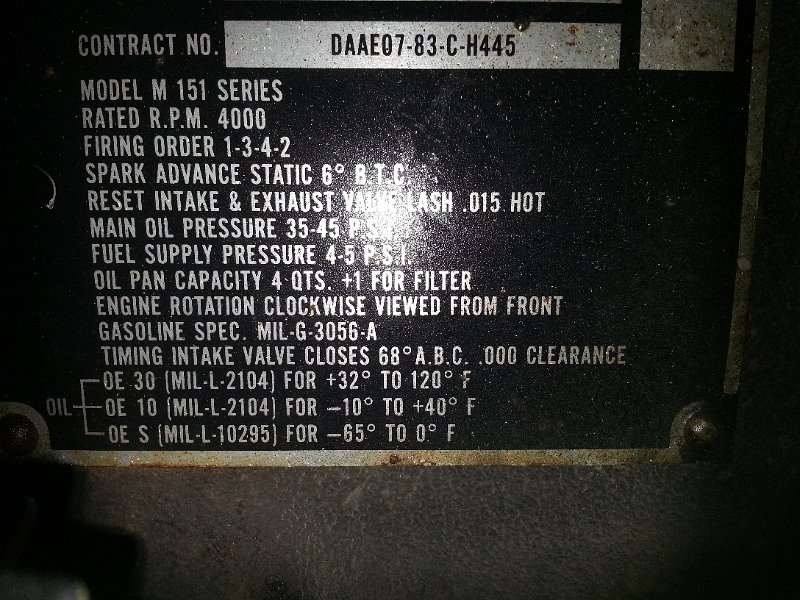 CONTRACT NO. DAAE07-83-C-H445
MODEL M 151 SERIES
RATED R.P.M. 4000
FIRING ORDER 1-3-4-2
SPARK ADVANCE STATIC 6° B.T.C.
RESET INTAKE & EXHAUST VALVE LASH .015 HOT
MAIN OIL PRESSURE 35-45 P.S.I.
FUEL SUPPLY PRESSURE 4-5 P.S.I.
OIL PAN CAPACITY 4 QTS. +1 FOR FILTER
ENGINE ROTATION CLOCKWISE VIEWED FROM FRONT
GASOLINE SPEC. MIL-G-3056-A
TIMING INTAKE VALVE CLOSES 68° A.B.C. .000 CLEARANCE
OE 30 (MIL-L-2104) FOR +32° TO 120° F
OIL OE 10 (MIL-L-2104) FOR -10° TO +40° F
OE S (MIL-L-10295) FOR -65° TO 0° F